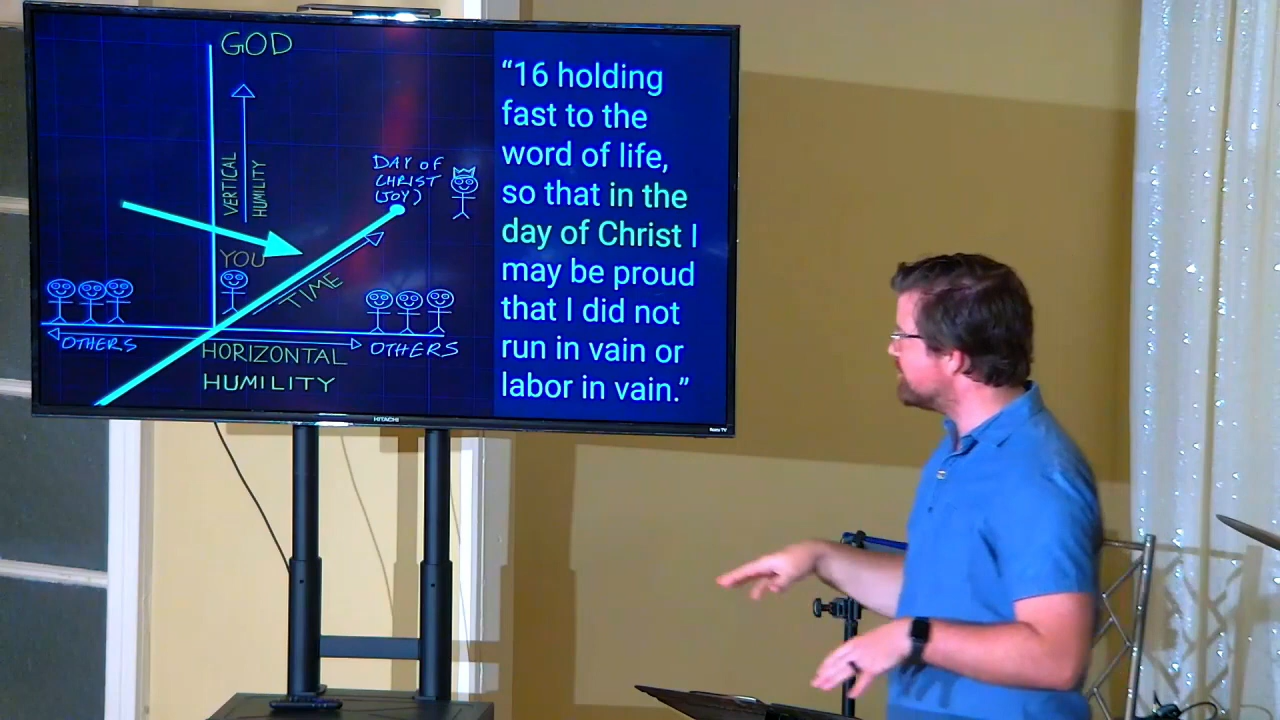 GOD
VERTICAL
HUMILITY
DAY OF
CHRIST
(JOY)
YOU
TIME
OTHERS
HORIZONTAL
HUMILITY
OTHERS
“16 holding
fast to the
word of life,
so that in the
day of Christ I
may be proud
that I did not
run in vain or
labor in vain.”
HITACHI
Roku TV